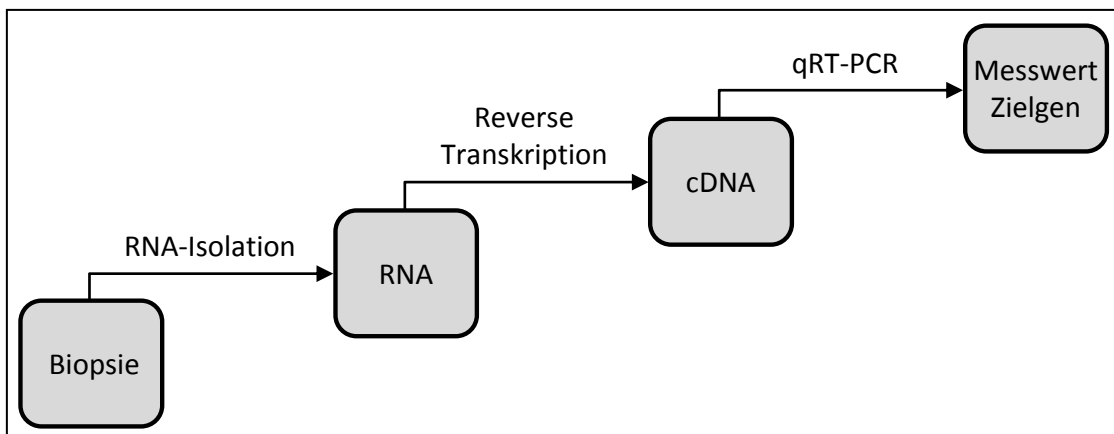 Biopsie
RNA-Isolation
RNA
Reverse
Transkription
cDNA
qRT-PCR
Messwert
Zielgen